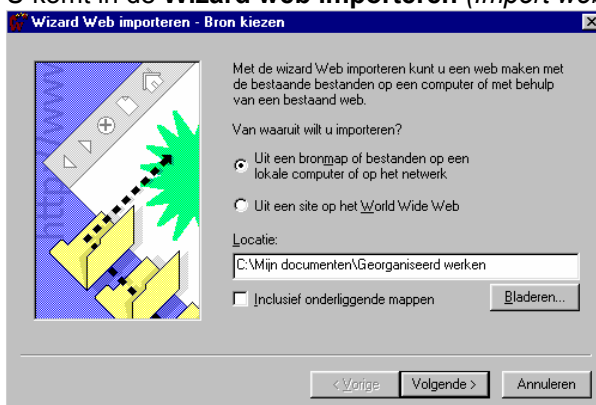 U komt in de Wizard web importeren (Import web
Wizard Web importeren - Bron kiezen
http://www
Met de wizard Web importeren kunt u een web maken met
de bestaande bestanden op een computer of met behulp
van een bestaand web.
Van waaruit wilt u importeren?
Uit een bronmap of bestanden op een
lokale computer of op het netwerk
Uit een site op het World Wide Web
Locatie:
C:\Mijn documenten\Georganiseerd werken
Inclusief onderliggende mappen
Bladeren...
< Vorige
Volgende >
Annuleren